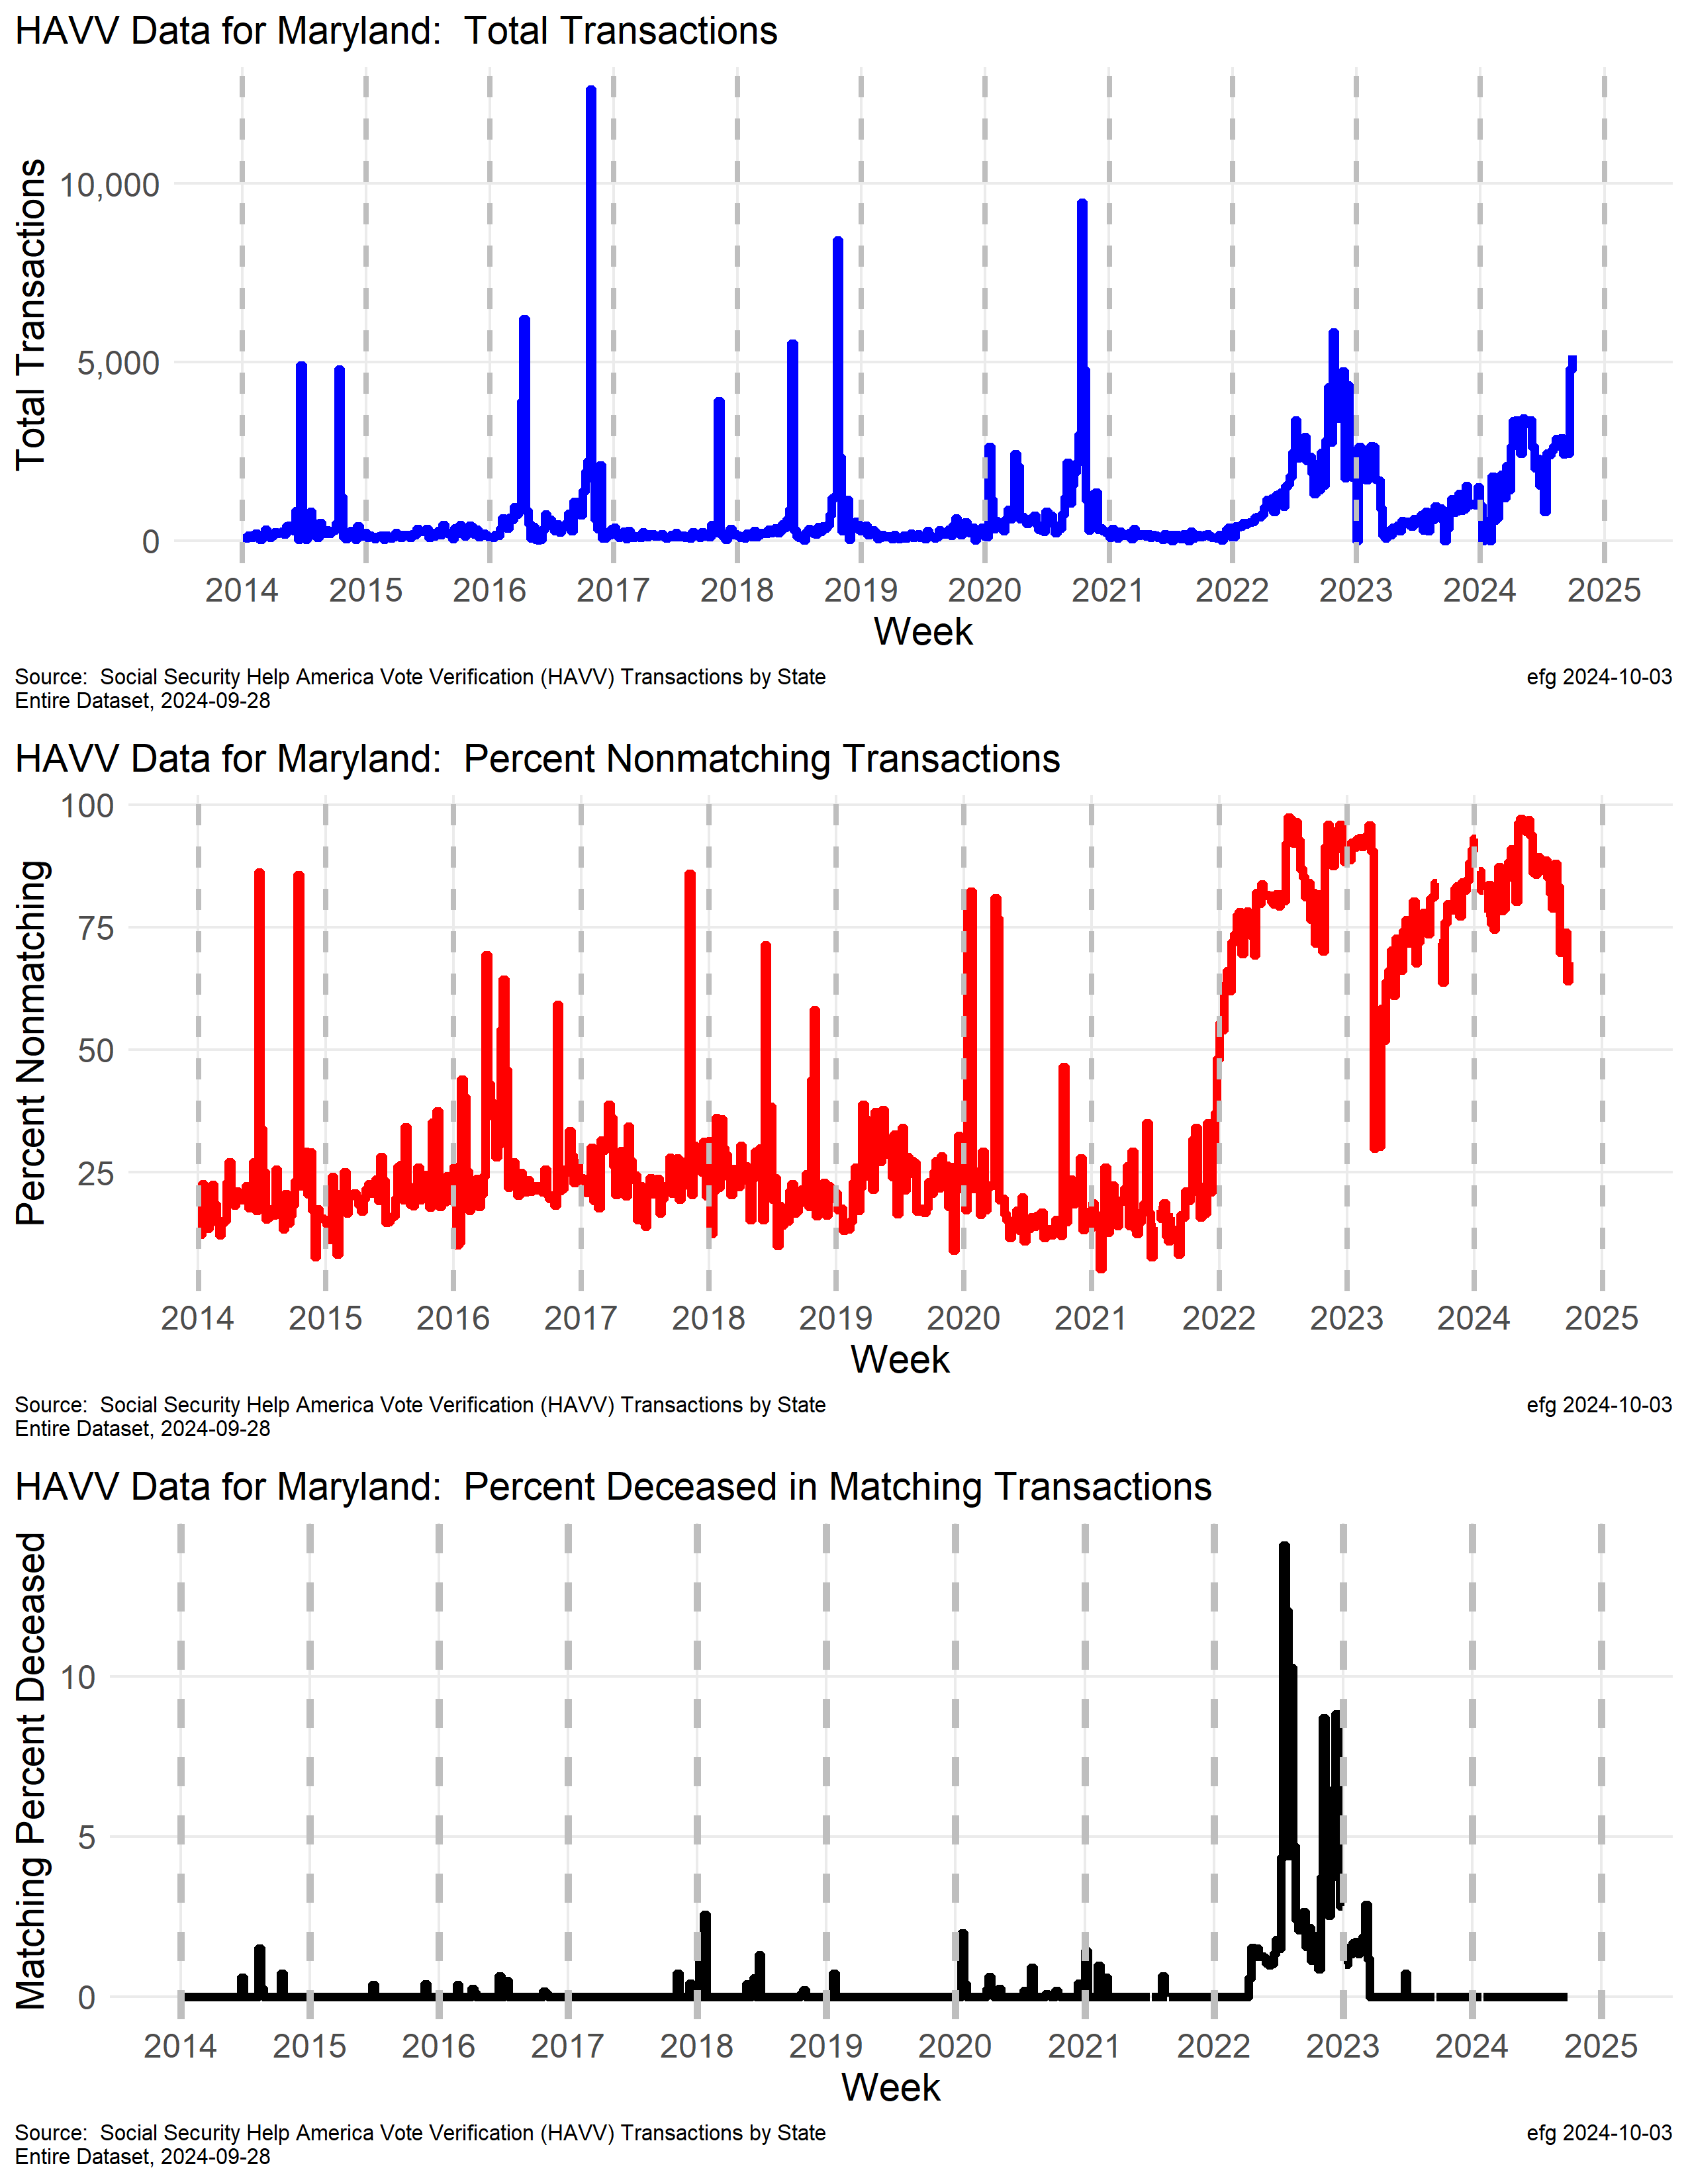 HAVV Data for Maryland:  Total Transactions
Total Transactions
10,000
5,000
0
2014 2015 2016 2017 2018 2019 2020 2021 2022 2023 2024 2025
Week
Source:  Social Security Help America Vote Verification (HAVV) Transactions by State
Entire Dataset, 2024-09-28
efg 2024-10-03
HAVV Data for Maryland:  Percent Nonmatching Transactions
Percent Nonmatching
100
75
50
25
2014 2015 2016 2017 2018 2019 2020 2021 2022 2023 2024 2025
Week
Source:  Social Security Help America Vote Verification (HAVV) Transactions by State
Entire Dataset, 2024-09-28
efg 2024-10-03
HAVV Data for Maryland:  Percent Deceased in Matching Transactions
Matching Percent Deceased
10
5
0
2014 2015 2016 2017 2018 2019 2020 2021 2022 2023 2024 2025
Week
Source:  Social Security Help America Vote Verification (HAVV) Transactions by State
Entire Dataset, 2024-09-28
efg 2024-10-03